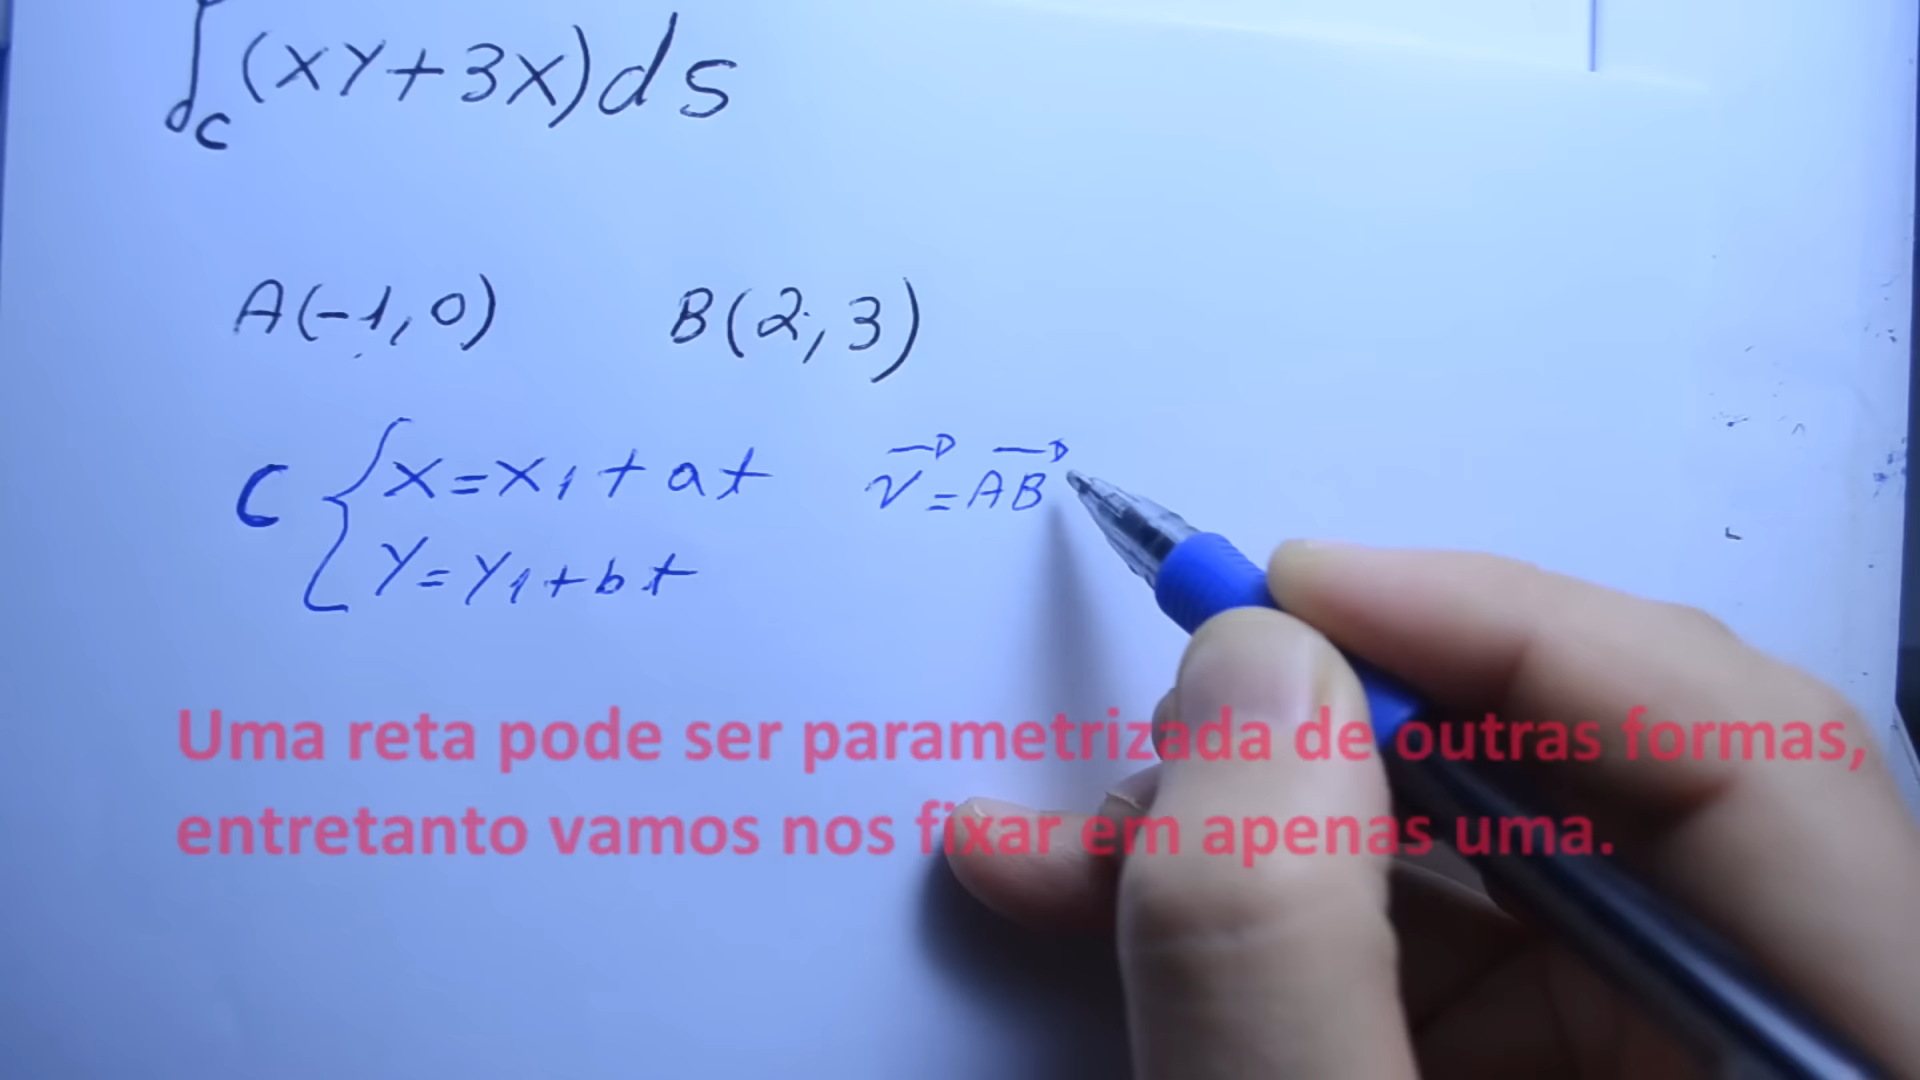 ∫c (xy+3x)ds
A(-1,0) B(2,3)
C { x=x₁+at v⃗=AB⃗
y=y₁+bt
Uma reta pode ser parametrizada de outras formas,
entretanto vamos nos fixar em apenas uma.